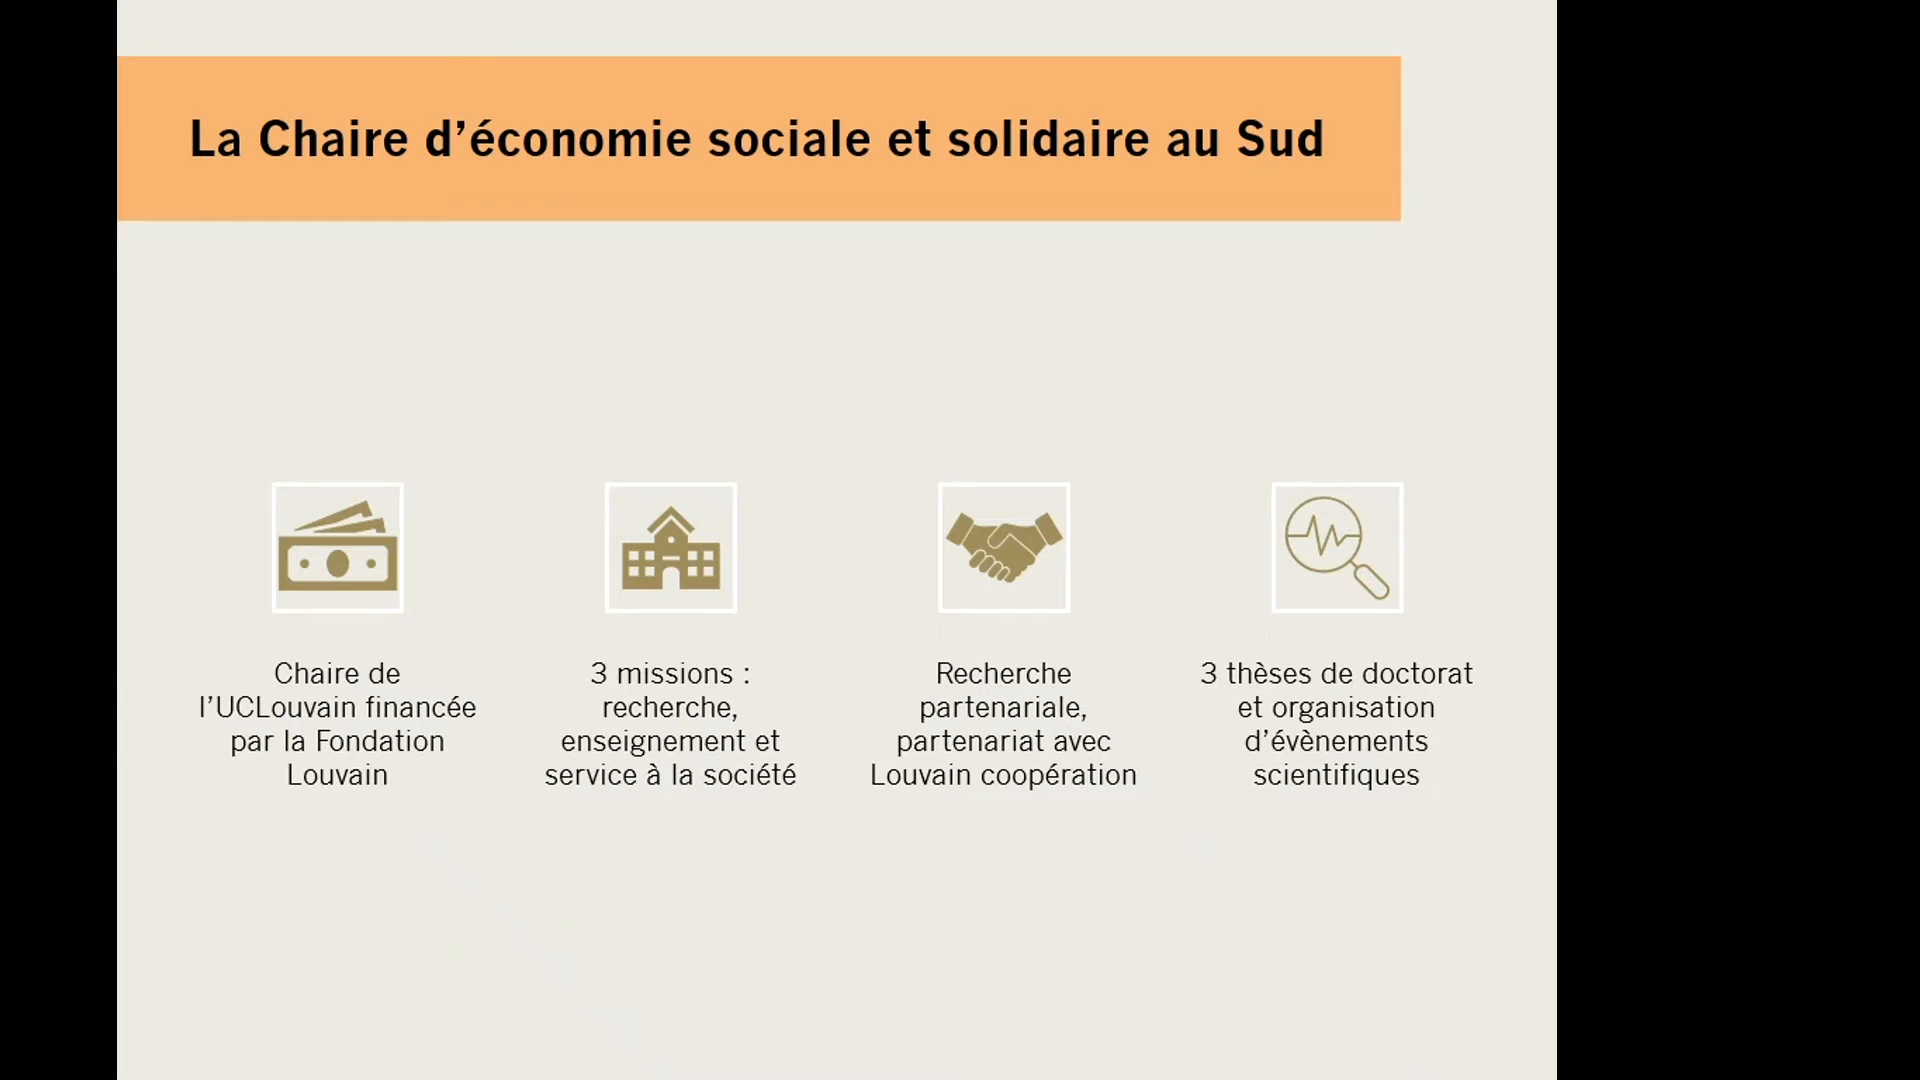 La Chaire d’économie sociale et solidaire au Sud
Chaire de
l’UCLouvain financée
par la Fondation
Louvain
3 missions :
recherche,
enseignement et
service à la société
Recherche
partenariale,
partenariat avec
Louvain coopération
3 thèses de doctorat
et organisation
d’évènements
scientifiques